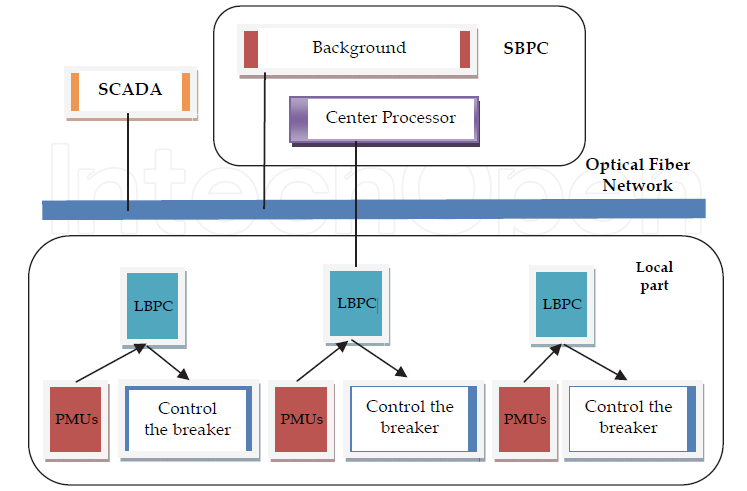 Background
SBPC
SCADA
Center Processor
Optical Fiber
Network
IntechOpen
Local
part
LBPC
LBPC
LBPC
PMUs
Control
the breaker
PMUs
Control the
breaker
PMUs
Control the
breaker